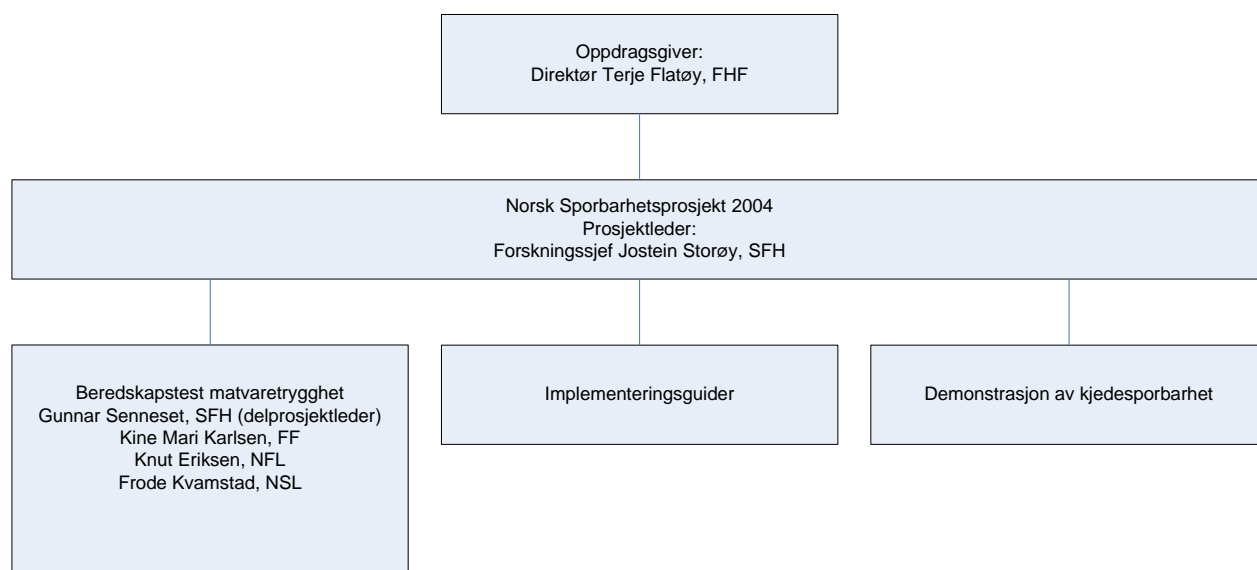 Oppdragsgiver:
Direktør Terje Flatøy, FHF
Norsk Sporbarhetsprosjekt 2004
Prosjektleder:
Forskningssjef Jostein Storøy, SFH
Beredskapstest matvaretrygghet
Gunnar Senneset, SFH (delprosjektleder)
Kine Mari Karlsen, FF
Knut Eriksen, NFL
Frode Kvamstad, NSL
Implementeringsguider
Demonstrasjon av kjedesporbarhet